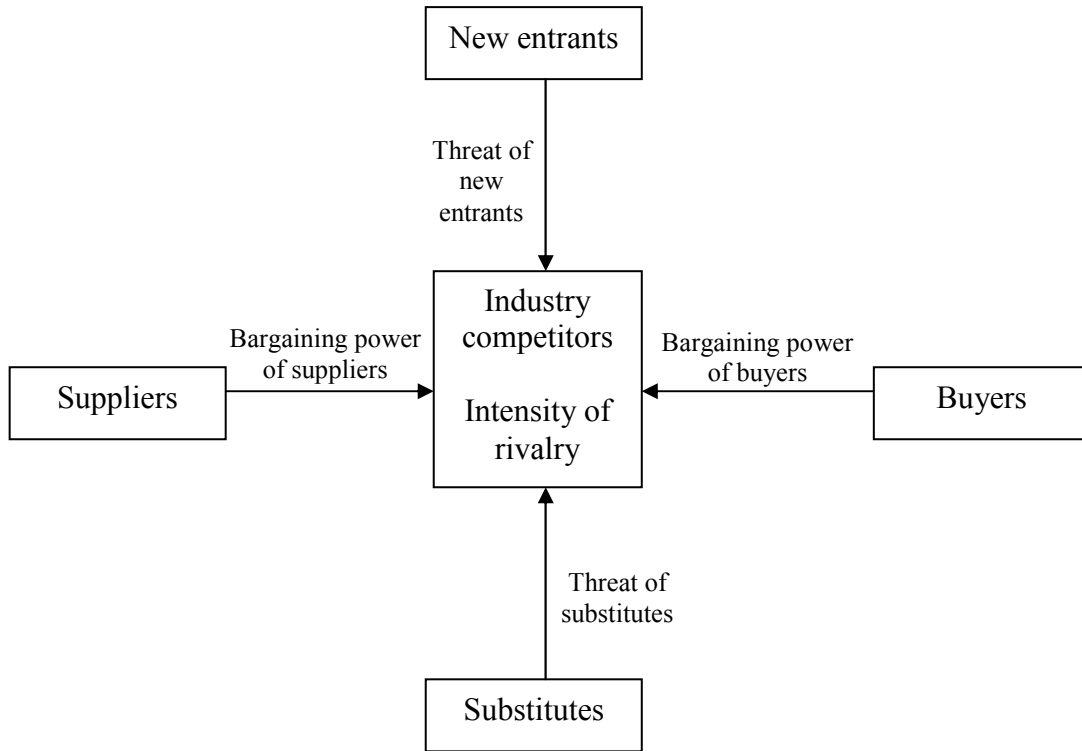 New entrants
Threat of
new
entrants
Industry
competitors
Intensity of
rivalry
Bargaining power
of suppliers
Suppliers
Bargaining power
of buyers
Buyers
Threat of
substitutes
Substitutes